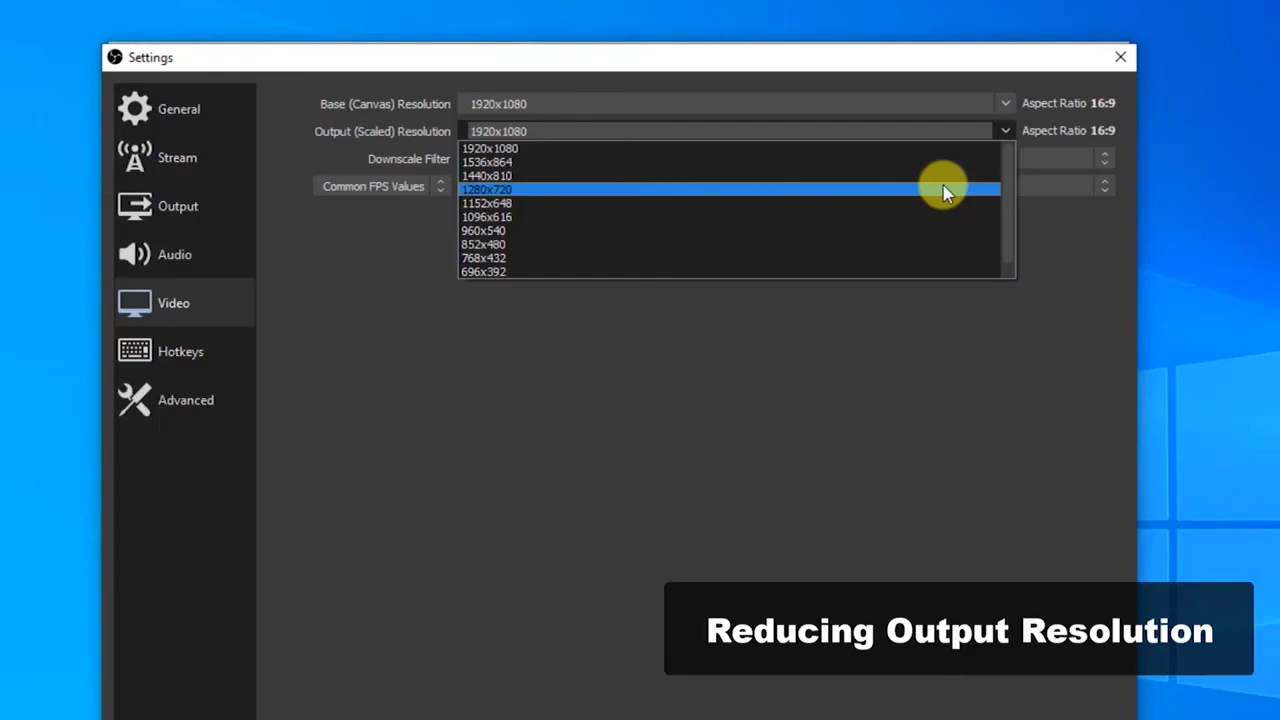 Settings
General
Stream
Output
Audio
Video
Hotkeys
Advanced
Base (Canvas) Resolution 1920x1080 Aspect Ratio 16:9
Output (Scaled) Resolution 1920x1080 Aspect Ratio 16:9
Downscale Filter
Common FPS Values
1920x1080
1536x864
1440x810
1280x720
1152x648
1096x616
960x540
852x480
768x432
696x392
Reducing Output Resolution